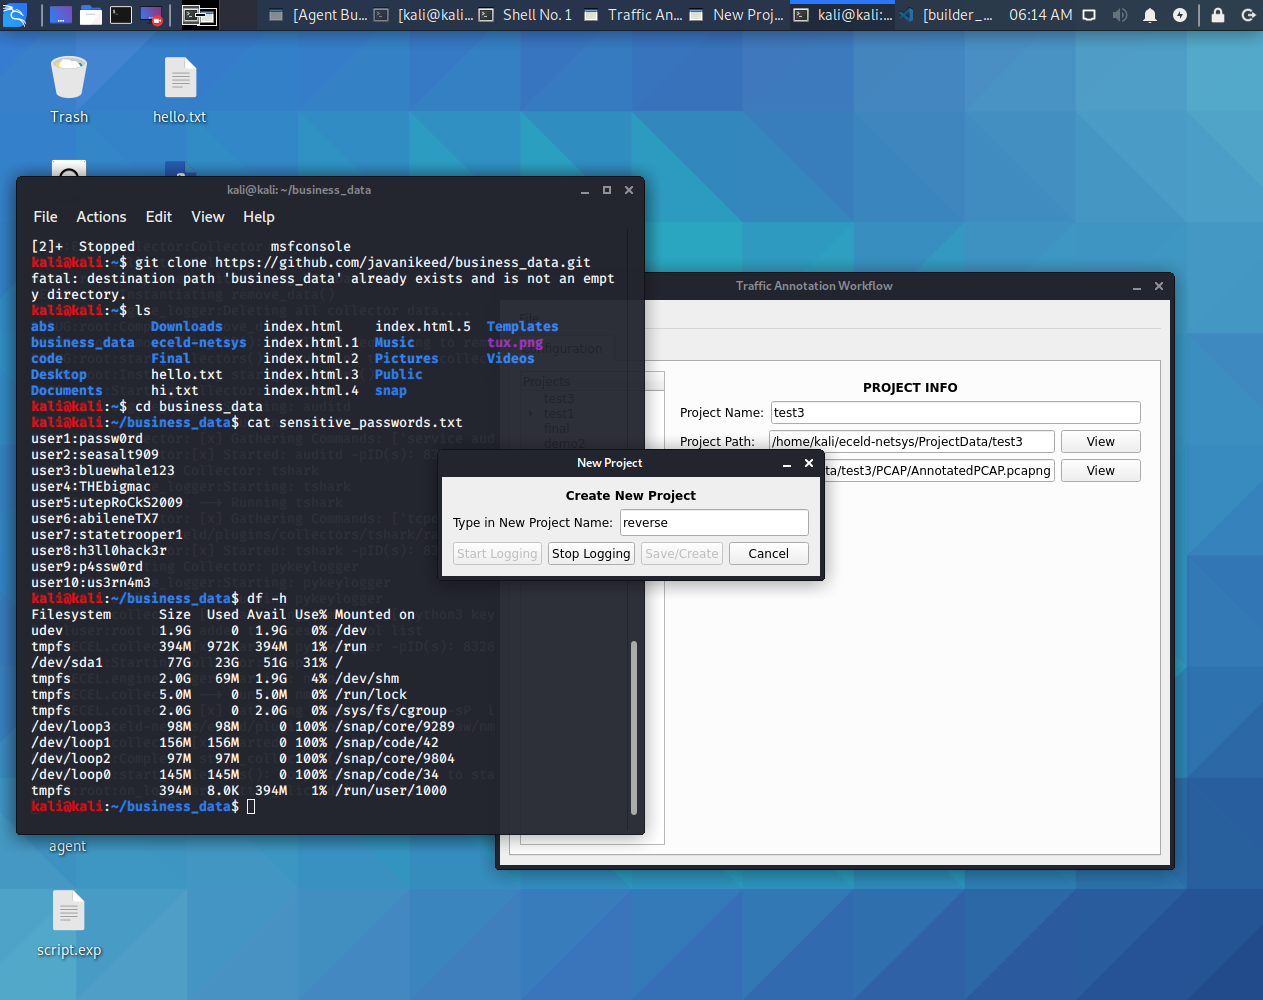 [Agent Bu...
[kali@kali...
Shell No. 1
Traffic An...
New Proj...
kali@kali:...
[builder_...
06:14 AM
Trash
hello.txt
kali@kali: ~/business_data
File Actions Edit View Help
[2]+  Stopped                 msfconsole
kali@kali:~$ git clone https://github.com/javanikeed/business_data.git
fatal: destination path 'business_data' already exists and is not an empt
y directory.
kali@kali:~$ ls
abs            Downloads     index.html    index.html.5  Templates
business_data  eceld-netsys  index.html.1  Music         tux.png
code           Final         index.html.2  Pictures      Videos
Desktop        hello.txt     index.html.3  Public
Documents      hi.txt        index.html.4  snap
kali@kali:~$ cd business_data
kali@kali:~/business_data$ cat sensitive_passwords.txt
user1:passw0rd
user2:seasalt909
user3:bluewhale123
user4:THEbigmac
user5:utepRoCkS2009
user6:abileneTX7
user7:statetrooper1
user8:h3ll0hack3r
user9:p4ssw0rd
user10:us3rn4m3
kali@kali:~/business_data$ df -h
Filesystem      Size  Used Avail Use% Mounted on
udev            1.9G     0  1.9G   0% /dev
tmpfs           394M  972K  394M   1% /run
/dev/sda1        77G   23G   51G  31% /
tmpfs           2.0G   69M  1.9G   4% /dev/shm
tmpfs           5.0M     0  5.0M   0% /run/lock
tmpfs           2.0G     0  2.0G   0% /sys/fs/cgroup
/dev/loop3       98M   98M     0 100% /snap/core/9289
/dev/loop1      156M  156M     0 100% /snap/code/42
/dev/loop2       97M   97M     0 100% /snap/core/9804
/dev/loop0      145M  145M     0 100% /snap/code/34
tmpfs           394M  8.0K  394M   1% /run/user/1000
kali@kali:~/business_data$
Traffic Annotation Workflow
Projects
test3
test1
final
demo2
PROJECT INFO
Project Name: test3
Project Path: /home/kali/eceld-netsys/ProjectData/test3 View
ta/test3/PCAP/AnnotatedPCAP.pcapng View
New Project
Create New Project
Type in New Project Name: reverse
Start Logging Stop Logging Save/Create Cancel
agent
script.exp